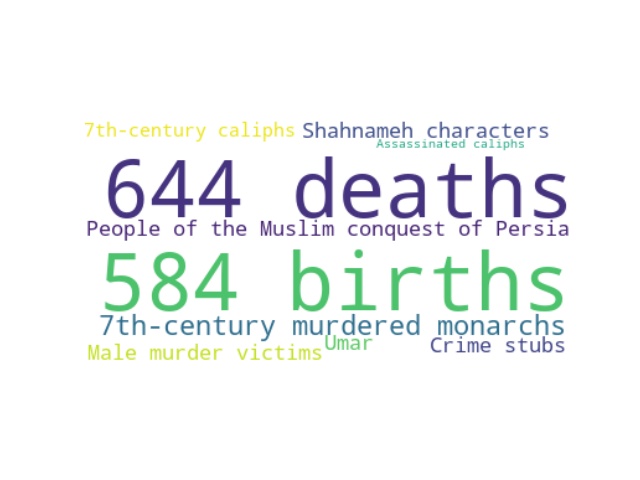 7th-century caliphs Shahnameh characters
Assassinated caliphs
644 deaths
People of the Muslim conquest of Persia
584 births
7th-century murdered monarchs
Male murder victims Umar Crime stubs